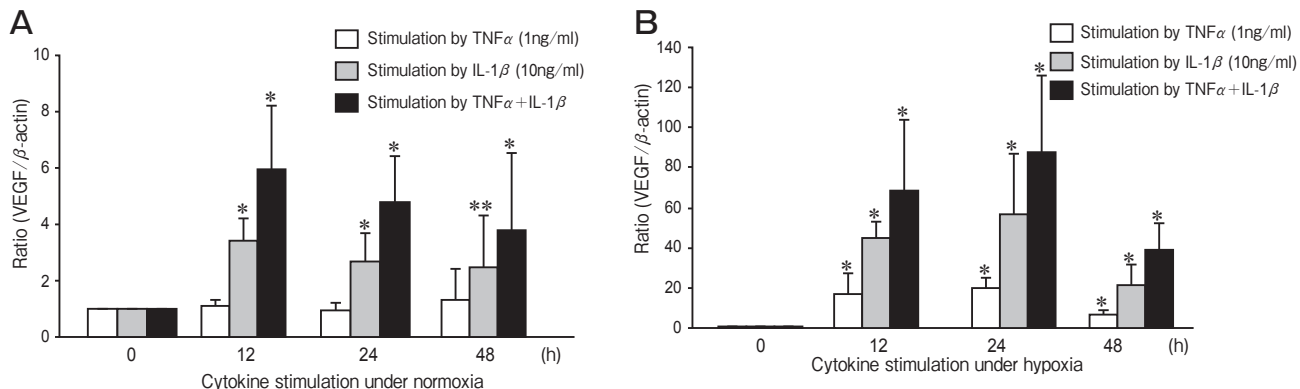 A
Stimulation by TNFα (1ng/ml)
Stimulation by IL-1β (10ng/ml)
Stimulation by TNFα+IL-1β
Ratio (VEGF/β-actin)
10
8
6
4
2
0
*
*
*
*
**
*
0 12 24 48 (h)
Cytokine stimulation under normoxia
B
Stimulation by TNFα (1ng/ml)
Stimulation by IL-1β (10ng/ml)
Stimulation by TNFα+IL-1β
Ratio (VEGF/β-actin)
140
120
100
80
60
40
20
0
*
*
*
*
*
*
*
*
*
0 12 24 48 (h)
Cytokine stimulation under hypoxia